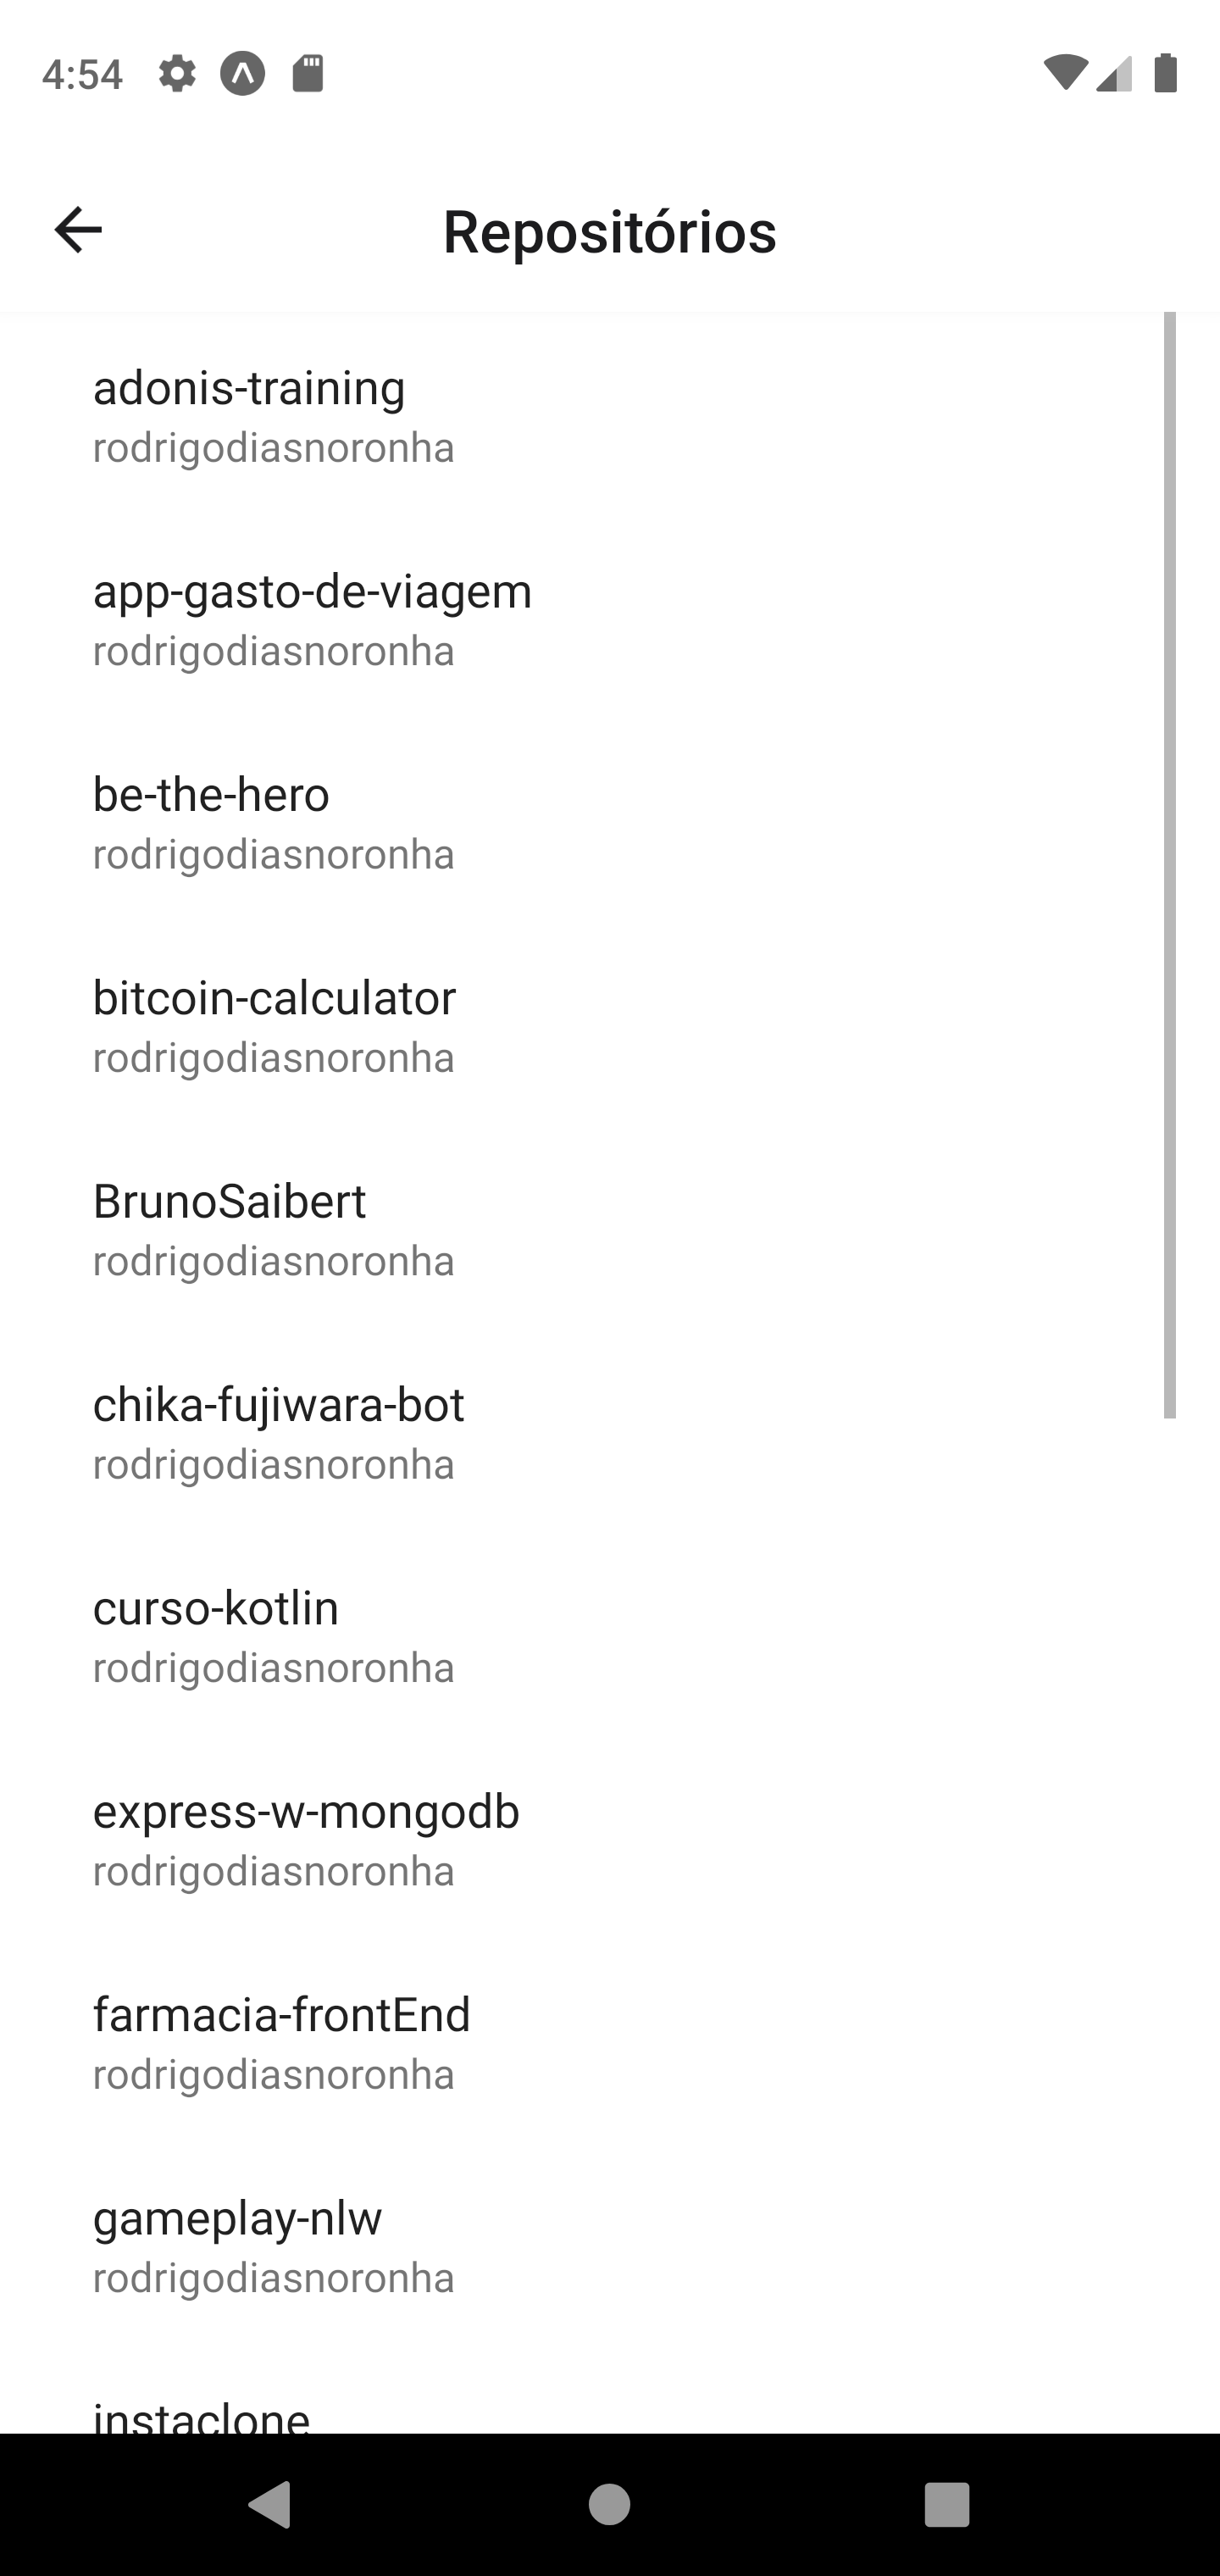 4:54
Repositórios
adonis-training
rodrigodiasnoronha
app-gasto-de-viagem
rodrigodiasnoronha
be-the-hero
rodrigodiasnoronha
bitcoin-calculator
rodrigodiasnoronha
BrunoSaibert
rodrigodiasnoronha
chika-fujiwara-bot
rodrigodiasnoronha
curso-kotlin
rodrigodiasnoronha
express-w-mongodb
rodrigodiasnoronha
farmacia-frontEnd
rodrigodiasnoronha
gameplay-nlw
rodrigodiasnoronha
instaclone